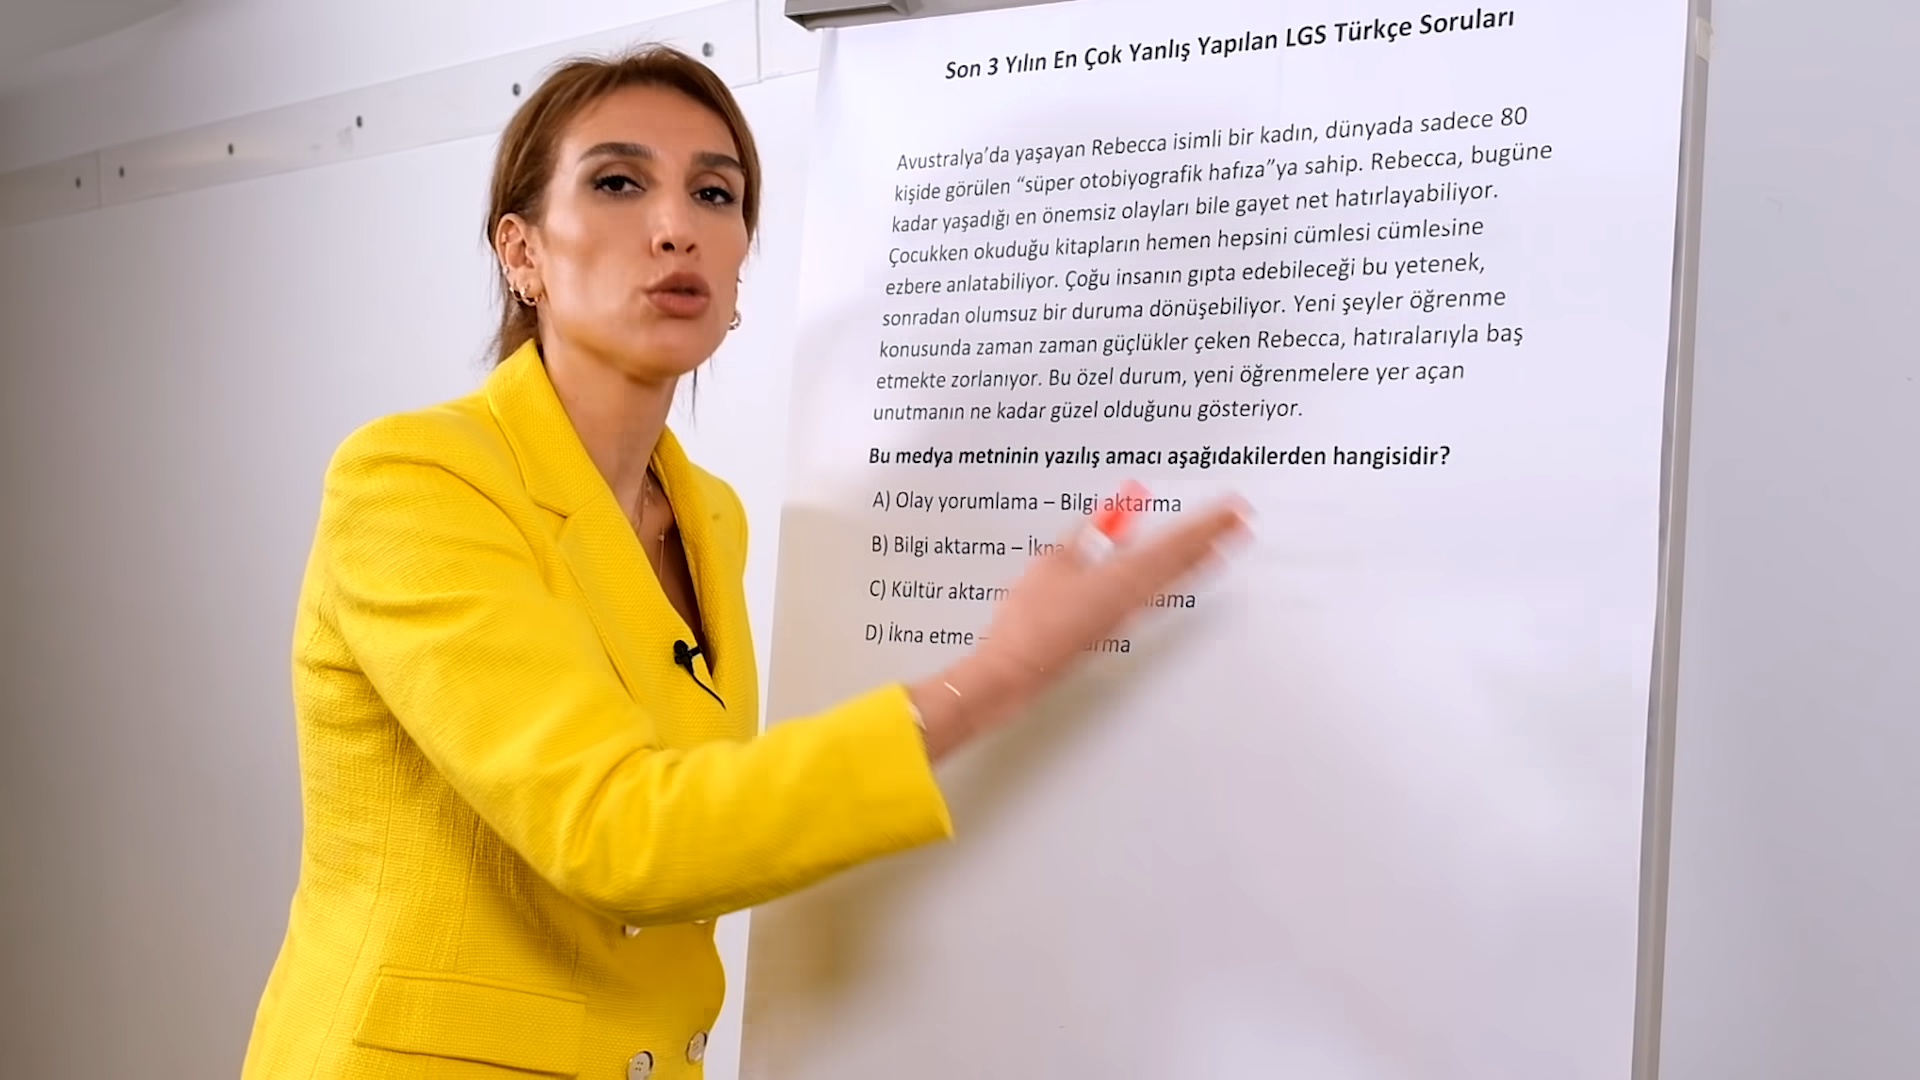 Son 3 Yılın En Çok Yanlış Yapılan LGS Türkçe Soruları
Avustralya’da yaşayan Rebecca isimli bir kadın, dünyada sadece 80
kişide görülen “süper otobiyografik hafıza”ya sahip. Rebecca, bugüne
kadar yaşadığı en önemsiz olayları bile gayet net hatırlayabiliyor.
Çocukken okuduğu kitapların hemen hepsini cümlesi cümlesine
ezbere anlatabiliyor. Çoğu insanın gıpta edebileceği bu yetenek,
sonradan olumsuz bir duruma dönüşebiliyor. Yeni şeyler öğrenme
konusunda zaman zaman güçlükler çeken Rebecca, hatıralarıyla baş
etmekte zorlanıyor. Bu özel durum, yeni öğrenmelere yer açan
unutmanın ne kadar güzel olduğunu gösteriyor.
Bu medya metninin yazılış amacı aşağıdakilerden hangisidir?
A) Olay yorumlama – Bilgi aktarma
B) Bilgi aktarma –
C) Kültür
D) İkna etme –